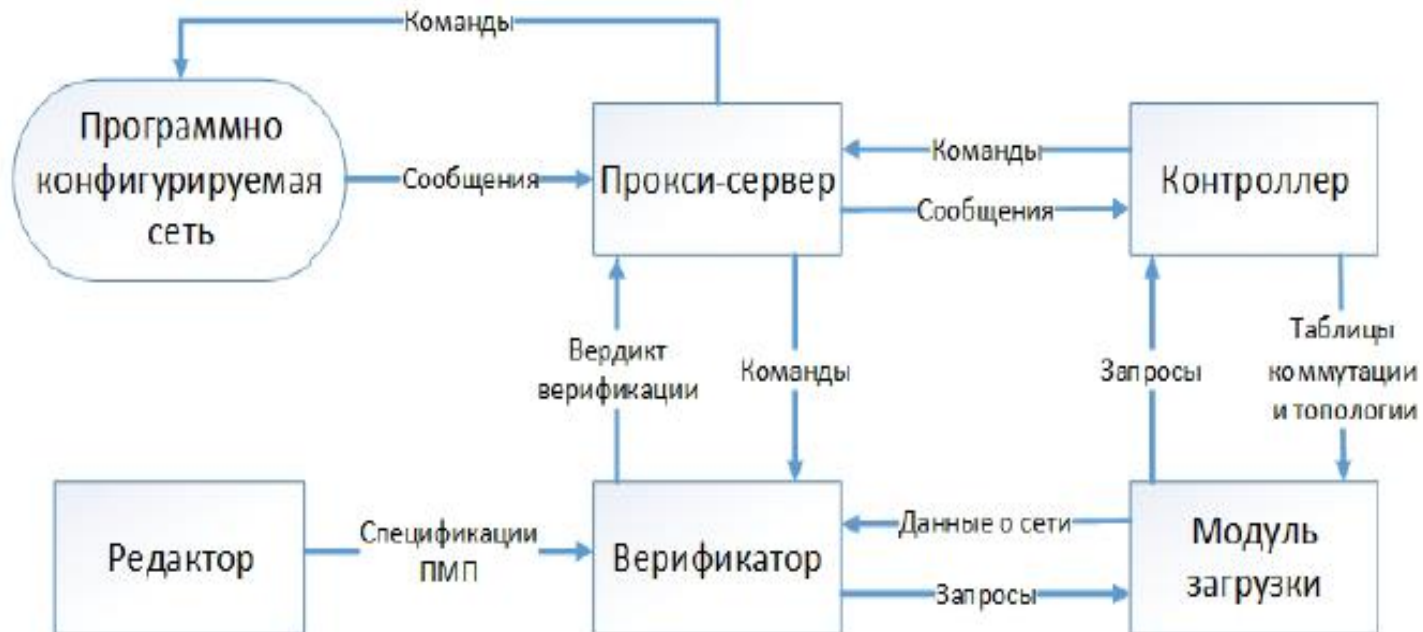 Команды
Программно
конфигурируемая
сеть
Сообщения
Прокси-сервер
Команды
Сообщения
Контроллер
Вердикт
верификации
Команды
Запросы
Таблицы
коммутации
и топологии
Редактор
Спецификации
ПМП
Верификатор
Данные о сети
Запросы
Модуль
загрузки